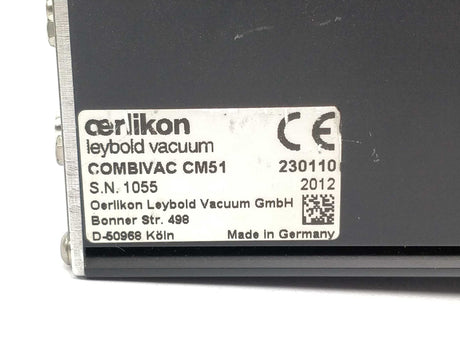 œrlikon
leybold vacuum
CE
COMBIVAC CM51 230110
S.N. 1055 2012
Oerlikon Leybold Vacuum GmbH
Bonner Str. 498
D-50968 Köln Made in Germany